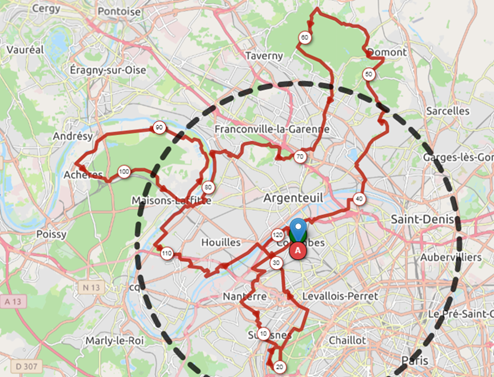 Cergy
Pontoise
Vauréal
Taverny
60
Domont
50
Éragny-sur-Oise
Sarcelles
Andrésy
90
Franconville-la-Garenne
70
Garges-lès-Gon
Achères
100
80
Maisons-Laffitte
Argenteuil
40
Saint-Denis
Poissy
120
Houilles
Colombes
A
110
30
Aubervilliers
N 13
Nanterre
Levallois-Perret
A 13
Le Pré-Saint-G
10
Suresnes
Marly-le-Roi
Chaillot
Paris
D 307
20